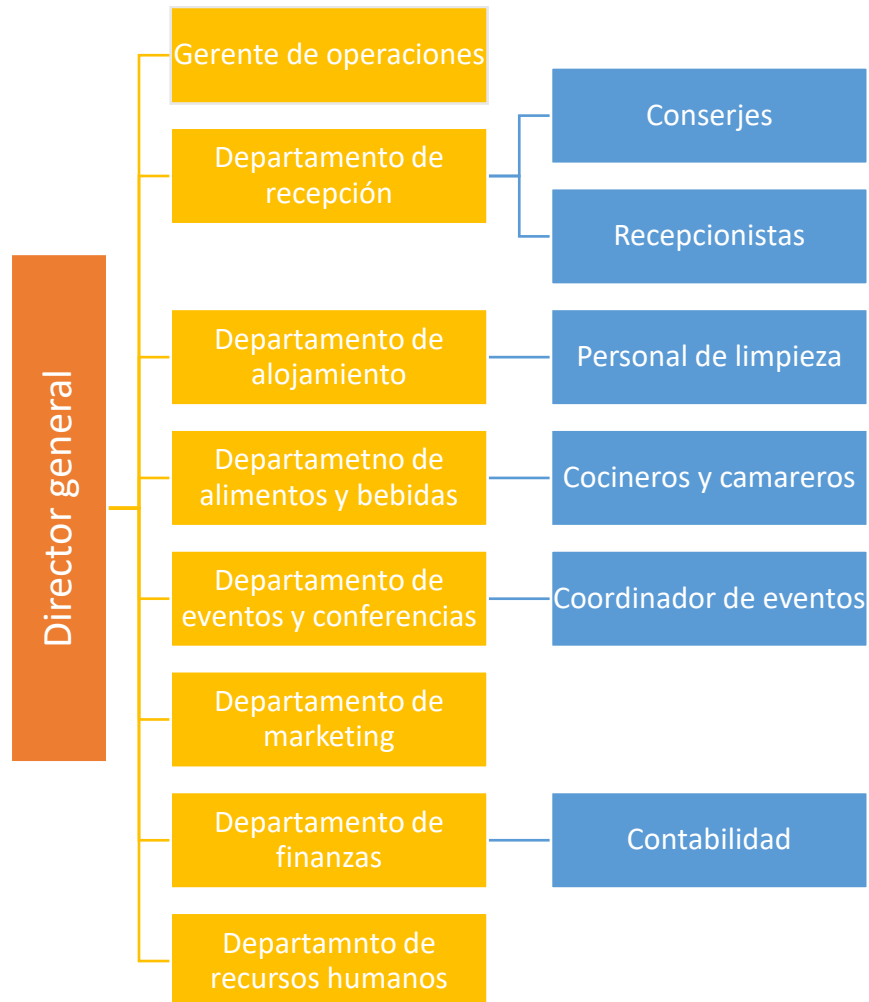 Director general
Gerente de operaciones
Departamento de
recepción
Conserjes
Recepcionistas
Departamento de
alojamiento
Personal de limpieza
Departametno de
alimentos y bebidas
Cocineros y camareros
Departamento de
eventos y conferencias
Coordinador de eventos
Departamento de
marketing
Departamento de
finanzas
Contabilidad
Departamnto de
recursos humanos